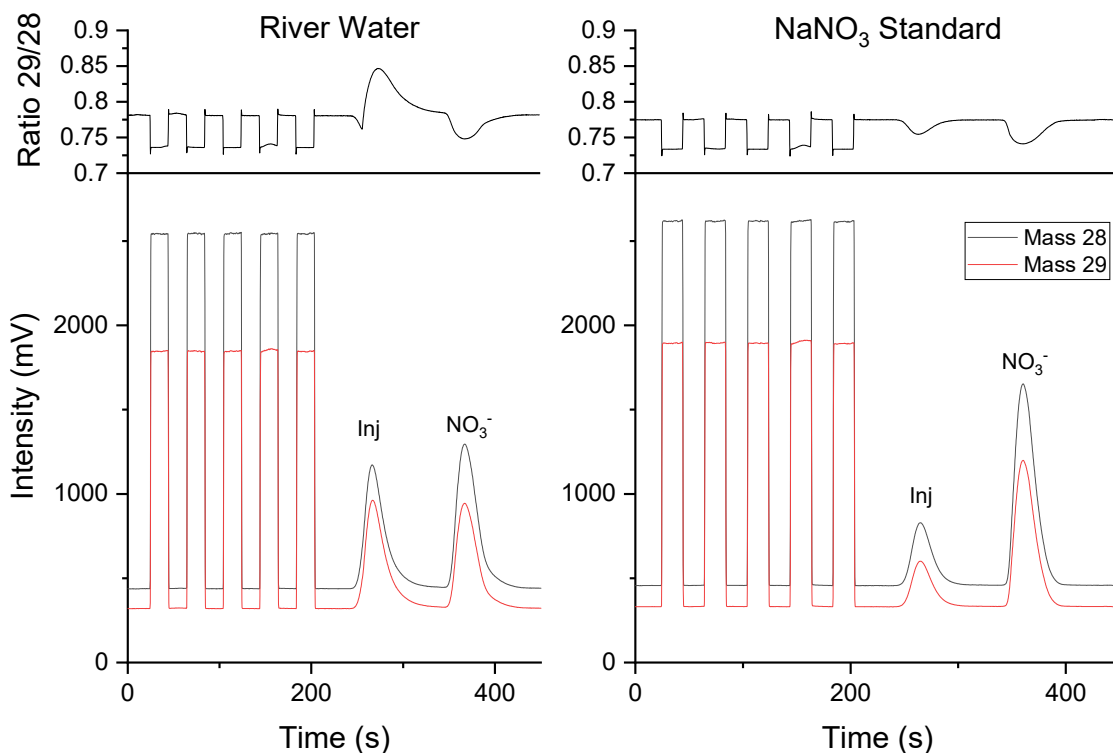 River Water
NaNO₃ Standard
Ratio 29/28
0.9
0.85
0.8
0.75
0.7
0.9
0.85
0.8
0.75
0.7
Intensity (mV)
2000
1000
0
2000
1000
0
Mass 28
Mass 29
Inj
NO₃⁻
Inj
NO₃⁻
0
200
400
0
200
400
Time (s)
Time (s)